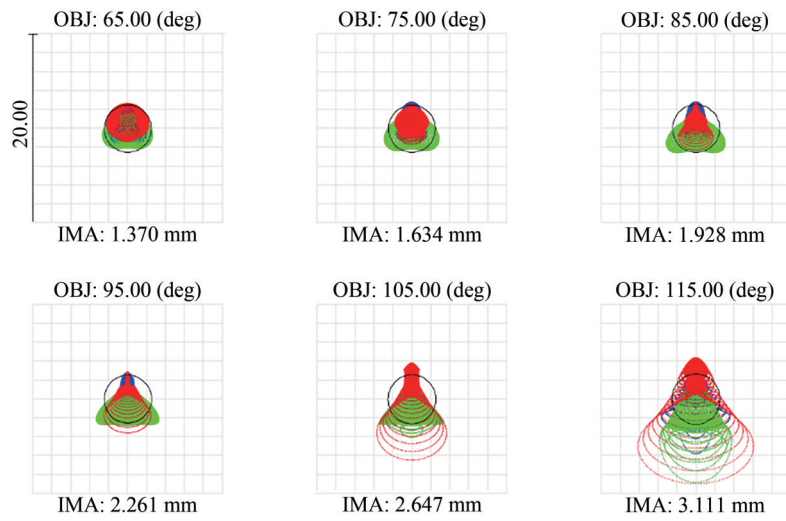 OBJ: 65.00 (deg)
OBJ: 75.00 (deg)
OBJ: 85.00 (deg)
20.00
IMA: 1.370 mm
IMA: 1.634 mm
IMA: 1.928 mm
OBJ: 95.00 (deg)
OBJ: 105.00 (deg)
OBJ: 115.00 (deg)
IMA: 2.261 mm
IMA: 2.647 mm
IMA: 3.111 mm